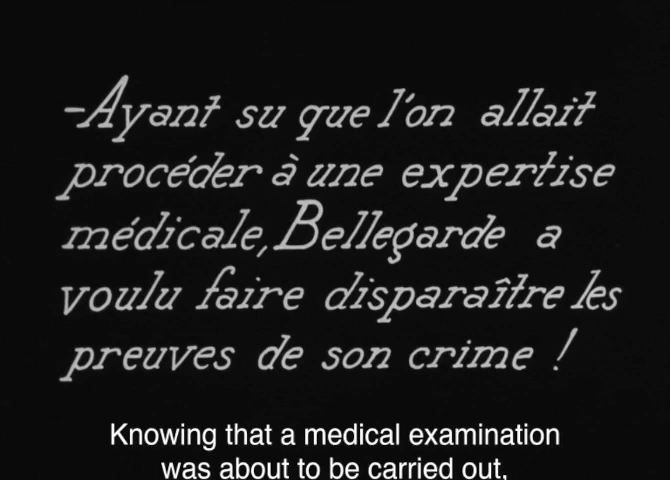 -Ayant su que l'on allait
procéder à une expertise
médicale, Bellegarde a
voulu faire disparaître les
preuves de son crime !
Knowing that a medical examination
was about to be carried out,